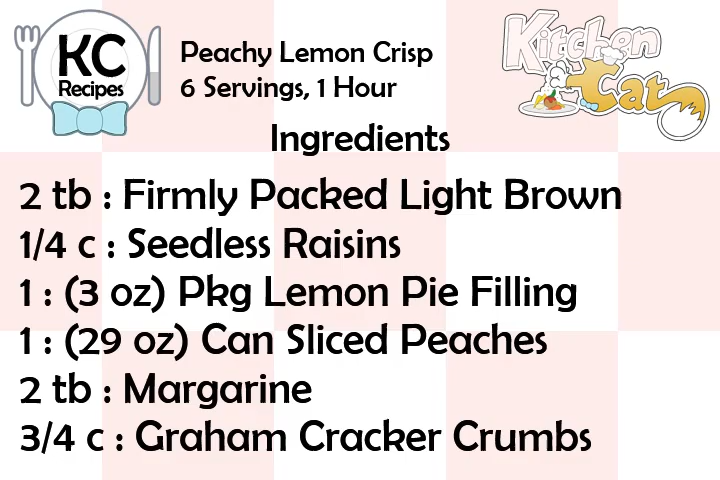 KC
Recipes
Peachy Lemon Crisp
6 Servings, 1 Hour
Kitchen
Cat
Ingredients
2 tb : Firmly Packed Light Brown
1/4 c : Seedless Raisins
1 : (3 oz) Pkg Lemon Pie Filling
1 : (29 oz) Can Sliced Peaches
2 tb : Margarine
3/4 c : Graham Cracker Crumbs